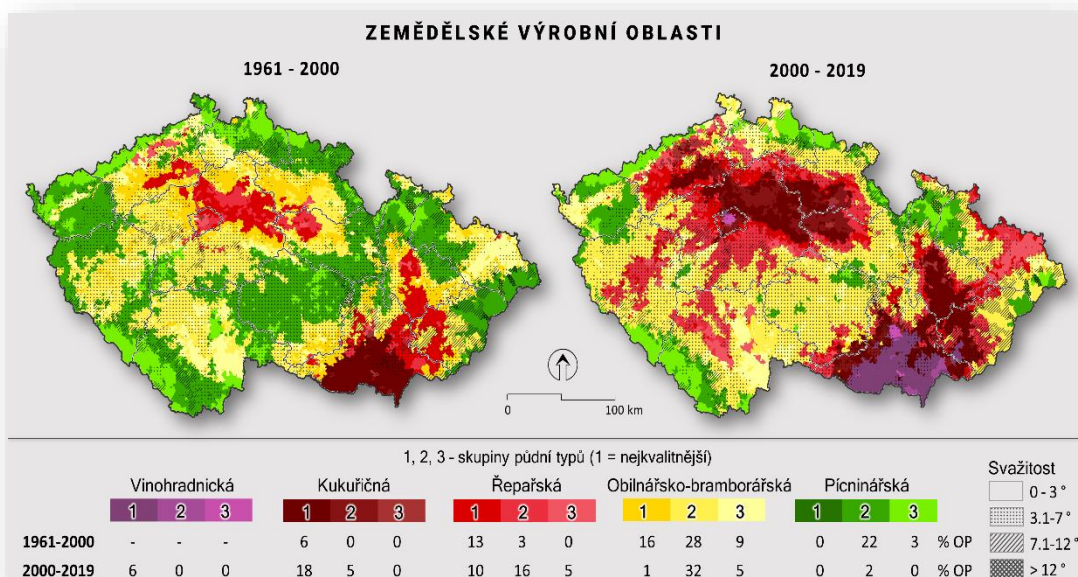 ZEMĚDĚLSKÉ VÝROBNÍ OBLASTI
1961 - 2000
2000 - 2019
0 100 km
1, 2, 3 - skupiny půdní typů (1 = nejkvalitnější)
Vinohradnická Kukuřičná Řepařská Obilnářsko-bramborářská Pícninářská
1 2 3 1 2 3 1 2 3 1 2 3 1 2 3
1961-2000 - - - 6 0 0 13 3 0 16 28 9 0 22 3 % OP
2000-2019 6 0 0 18 5 0 10 16 5 1 32 5 0 2 0 % OP
Svažitost
0 - 3 °
3.1-7 °
7.1-12 °
> 12 °